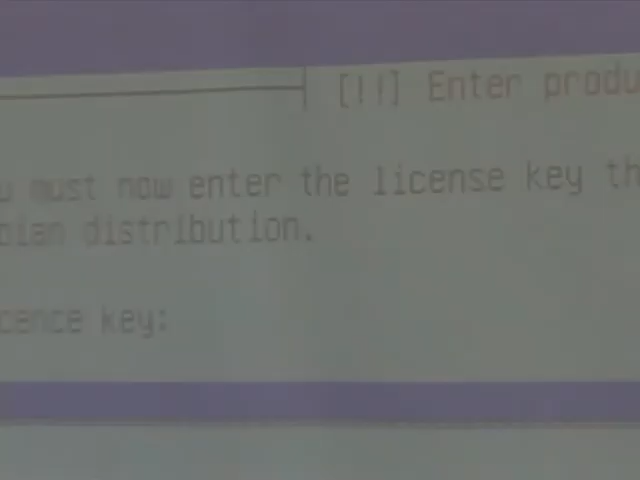 [!!] Enter produ
u must now enter the license key th
bian distribution.
cence key: